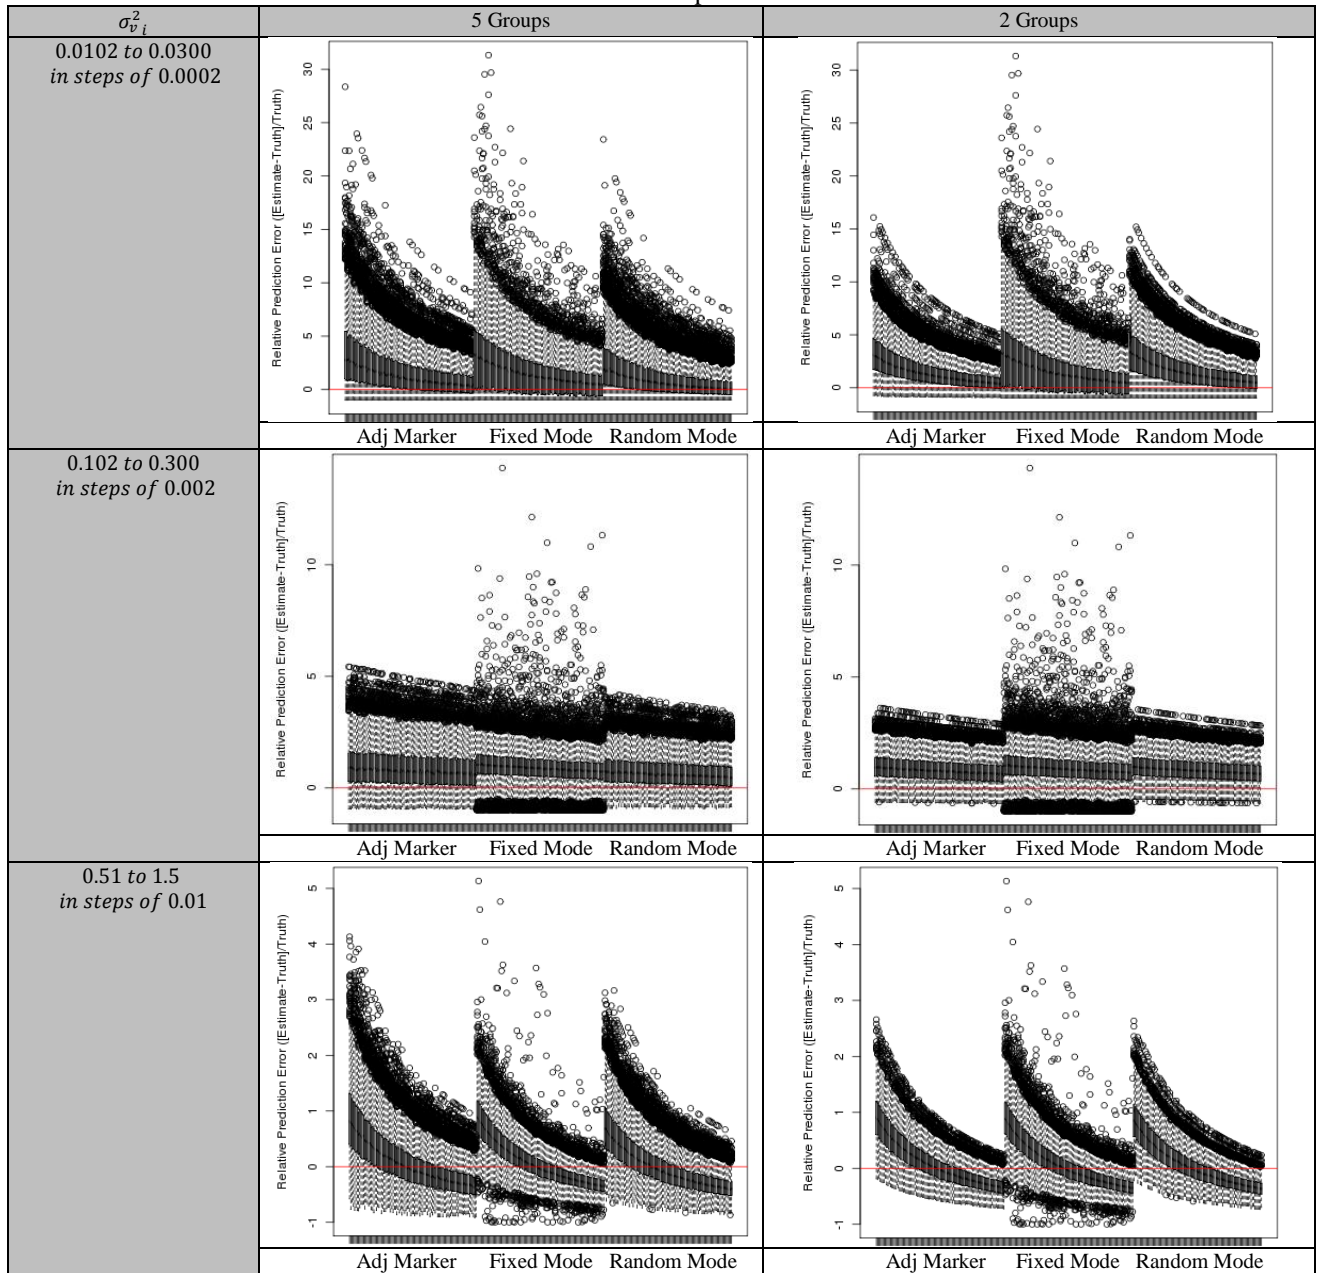 σ²ᵥ ᵢ
5 Groups
2 Groups
0.0102 to 0.0300
in steps of 0.0002
Relative Prediction Error ([Estimate-Truth]/Truth)
30
25
20
15
10
5
0
Adj Marker Fixed Mode Random Mode
Relative Prediction Error ([Estimate-Truth]/Truth)
30
25
20
15
10
5
0
Adj Marker Fixed Mode Random Mode
0.102 to 0.300
in steps of 0.002
Relative Prediction Error ([Estimate-Truth]/Truth)
10
5
0
Adj Marker Fixed Mode Random Mode
Relative Prediction Error ([Estimate-Truth]/Truth)
10
5
0
Adj Marker Fixed Mode Random Mode
0.51 to 1.5
in steps of 0.01
Relative Prediction Error ([Estimate-Truth]/Truth)
5
4
3
2
1
0
-1
Adj Marker Fixed Mode Random Mode
Relative Prediction Error ([Estimate-Truth]/Truth)
5
4
3
2
1
0
-1
Adj Marker Fixed Mode Random Mode